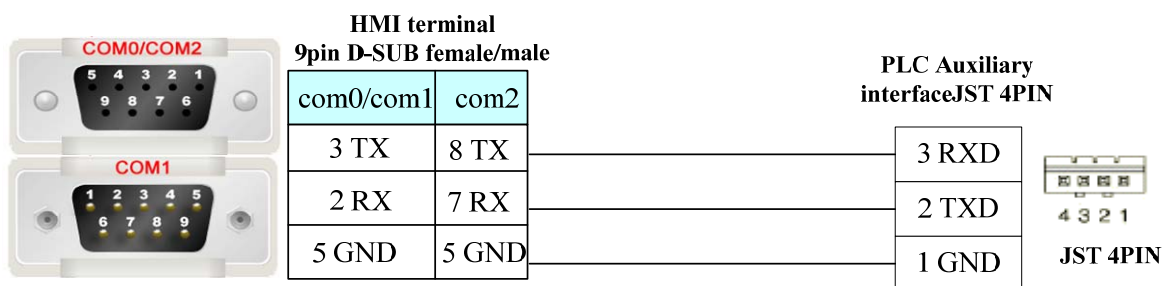 HMI terminal
9pin D-SUB female/male
COM0/COM2
5 4 3 2 1
9 8 7 6
COM1
1 2 3 4 5
6 7 8 9
com0/com1 com2
3 TX 8 TX
2 RX 7 RX
5 GND 5 GND
PLC Auxiliary
interfaceJST 4PIN
3 RXD
2 TXD
1 GND
4 3 2 1
JST 4PIN